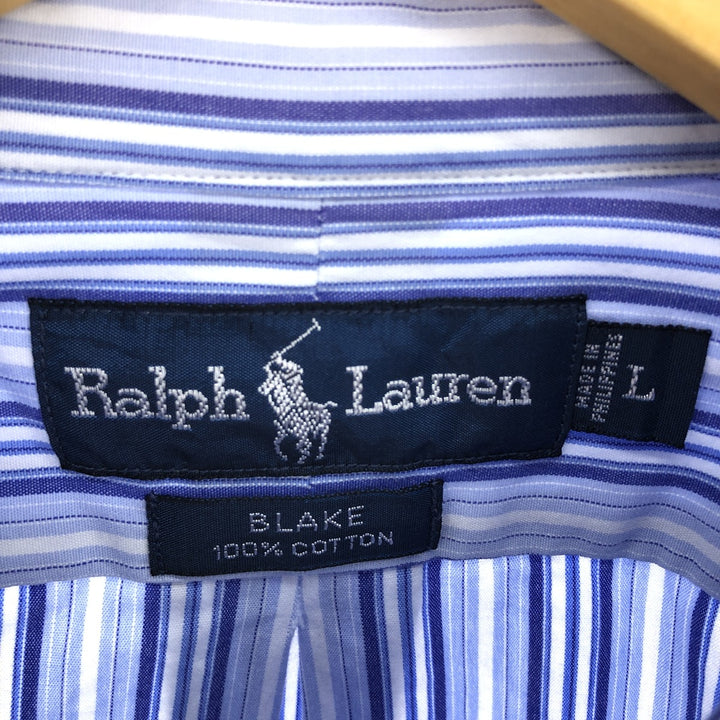 Ralph Lauren
MADE IN
PHILIPPINES
L
BLAKE
100% COTTON